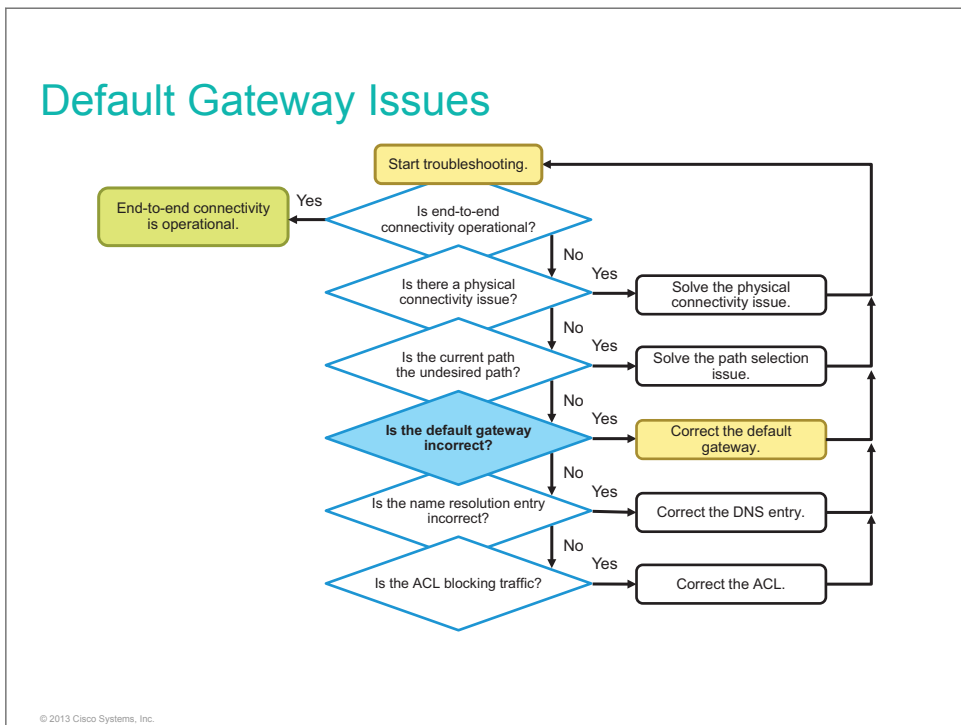 Default Gateway Issues
Start troubleshooting.
End-to-end connectivity
is operational.
Yes
Is end-to-end
connectivity operational?
No
Is there a physical
connectivity issue?
Yes
Solve the physical
connectivity issue.
No
Is the current path
the undesired path?
Yes
Solve the path selection
issue.
No
Is the default gateway
incorrect?
Yes
Correct the default
gateway.
No
Is the name resolution entry
incorrect?
Yes
Correct the DNS entry.
No
Is the ACL blocking traffic?
Yes
Correct the ACL.
© 2013 Cisco Systems, Inc.